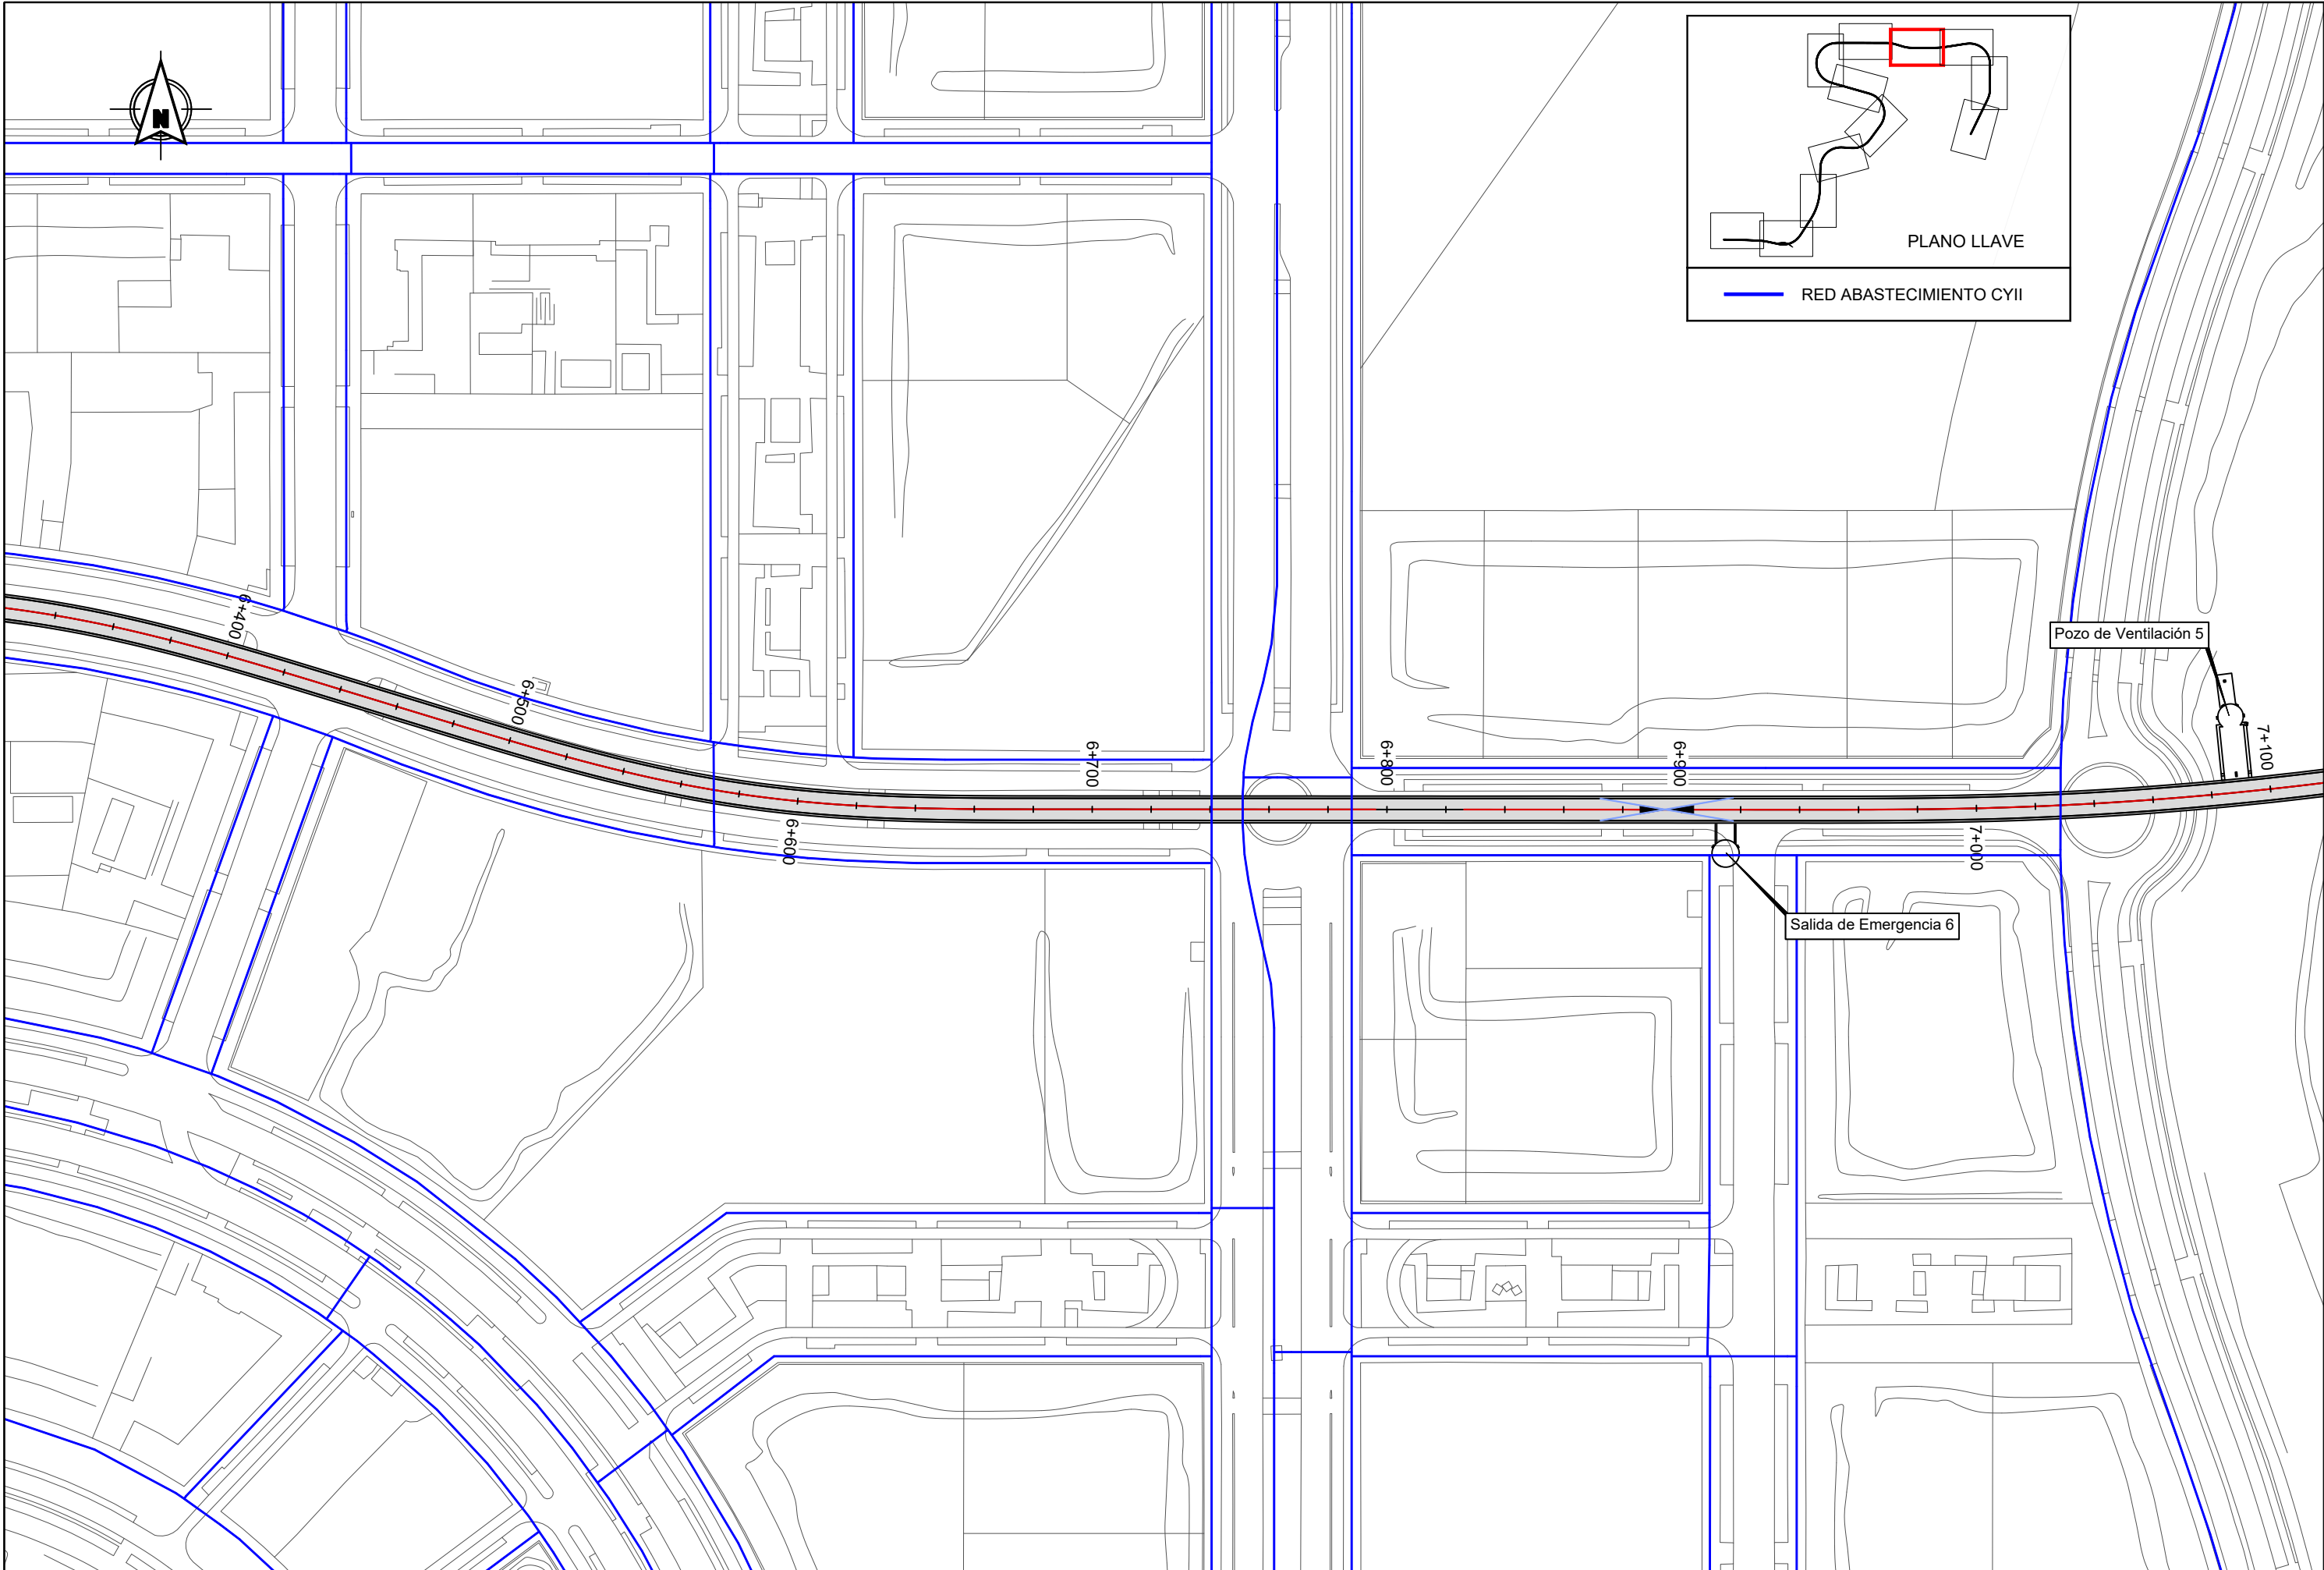 N
PLANO LLAVE
RED ABASTECIMIENTO CYII
6+400
6+500
6+600
6+700
6+800
6+900
7+000
7+100
Pozo de Ventilación 5
Salida de Emergencia 6